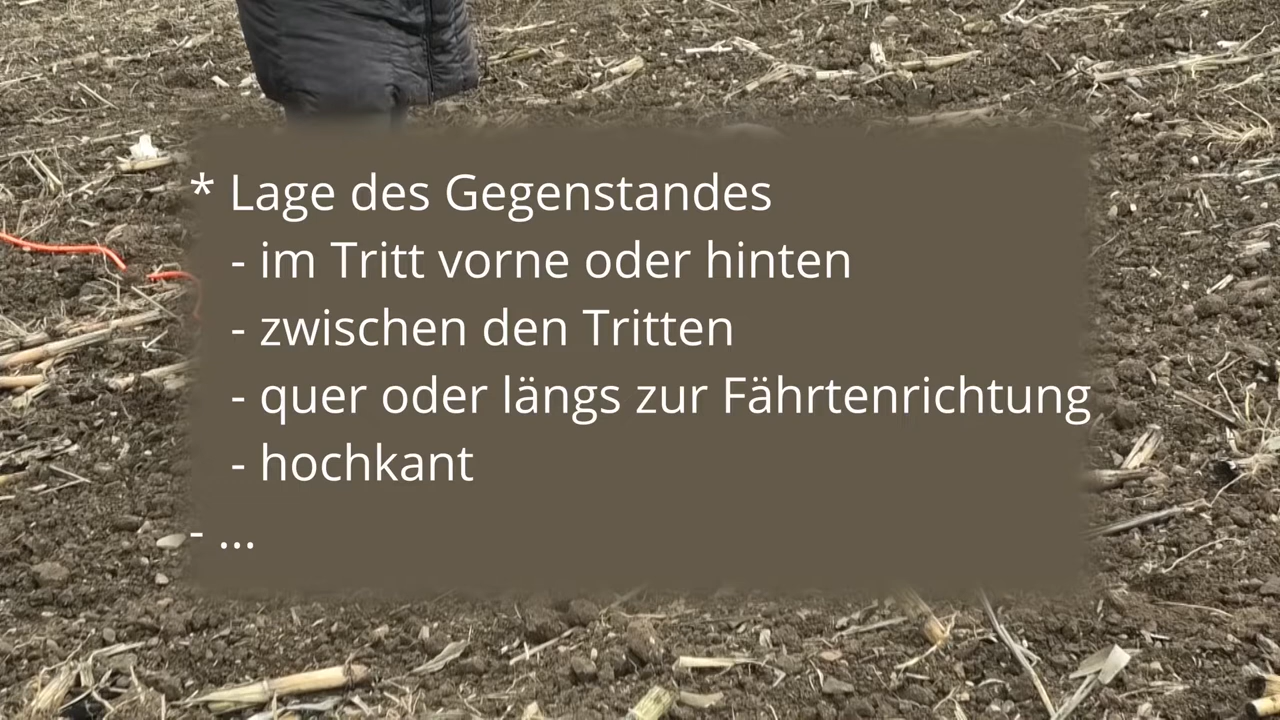 * Lage des Gegenstandes
- im Tritt vorne oder hinten
- zwischen den Tritten
- quer oder längs zur Fährtenrichtung
- hochkant
- ...